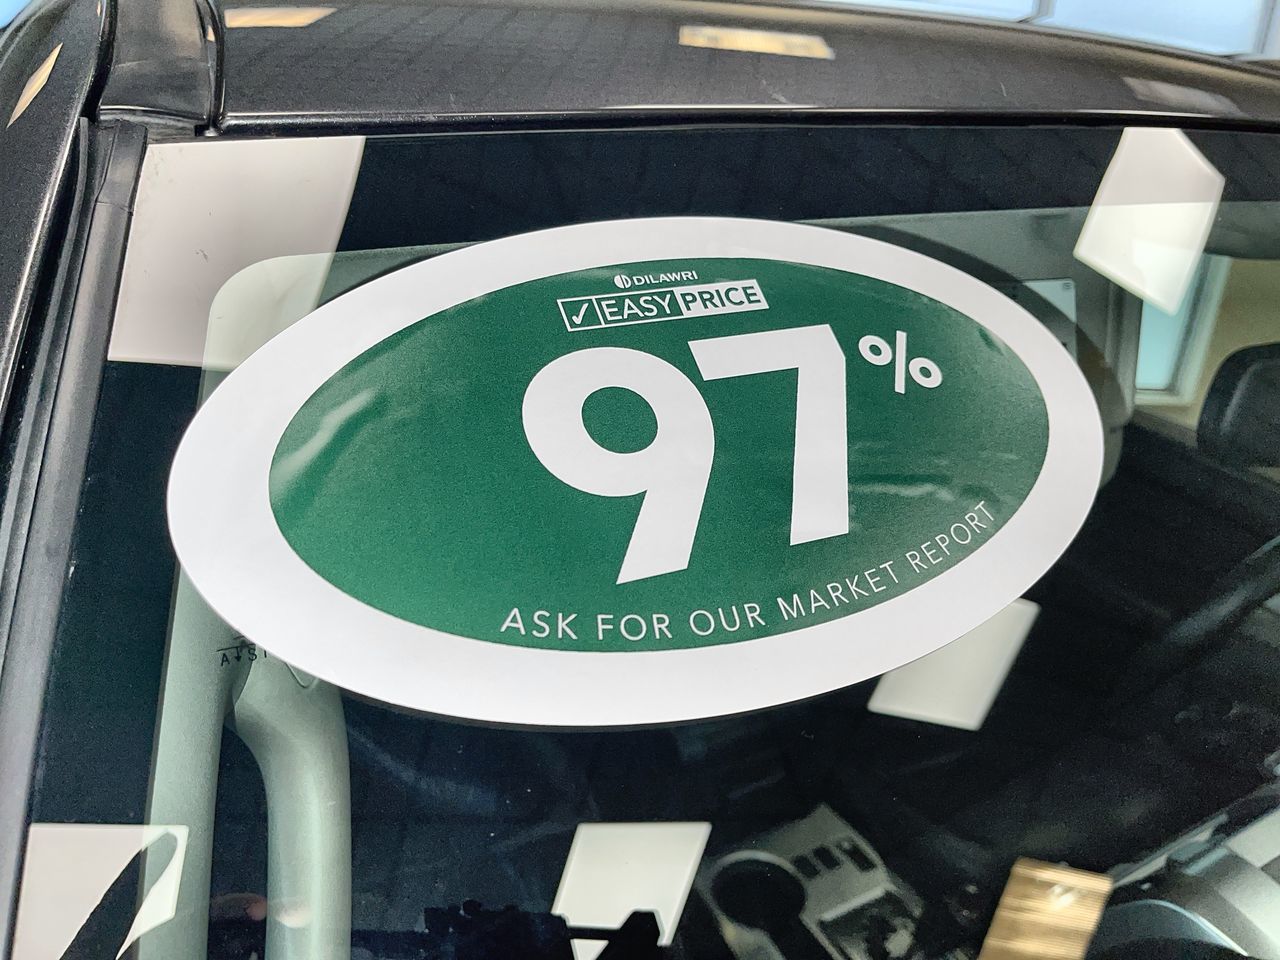 DILAWRI
✓ EASY PRICE
97%
ASK FOR OUR MARKET REPORT